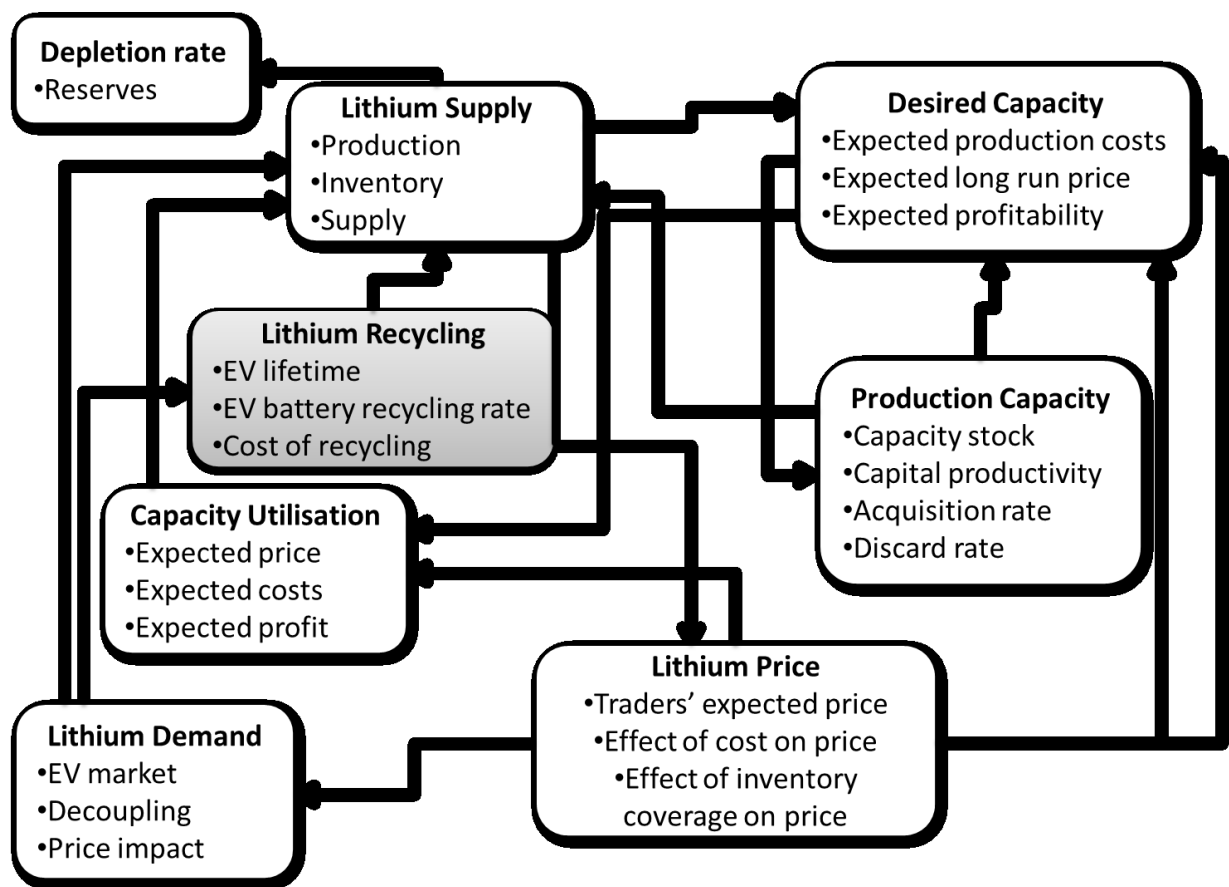 Depletion rate
•Reserves
Lithium Supply
•Production
•Inventory
•Supply
Desired Capacity
•Expected production costs
•Expected long run price
•Expected profitability
Lithium Recycling
•EV lifetime
•EV battery recycling rate
•Cost of recycling
Production Capacity
•Capacity stock
•Capital productivity
•Acquisition rate
•Discard rate
Capacity Utilisation
•Expected price
•Expected costs
•Expected profit
Lithium Price
•Traders’ expected price
•Effect of cost on price
•Effect of inventory
coverage on price
Lithium Demand
•EV market
•Decoupling
•Price impact